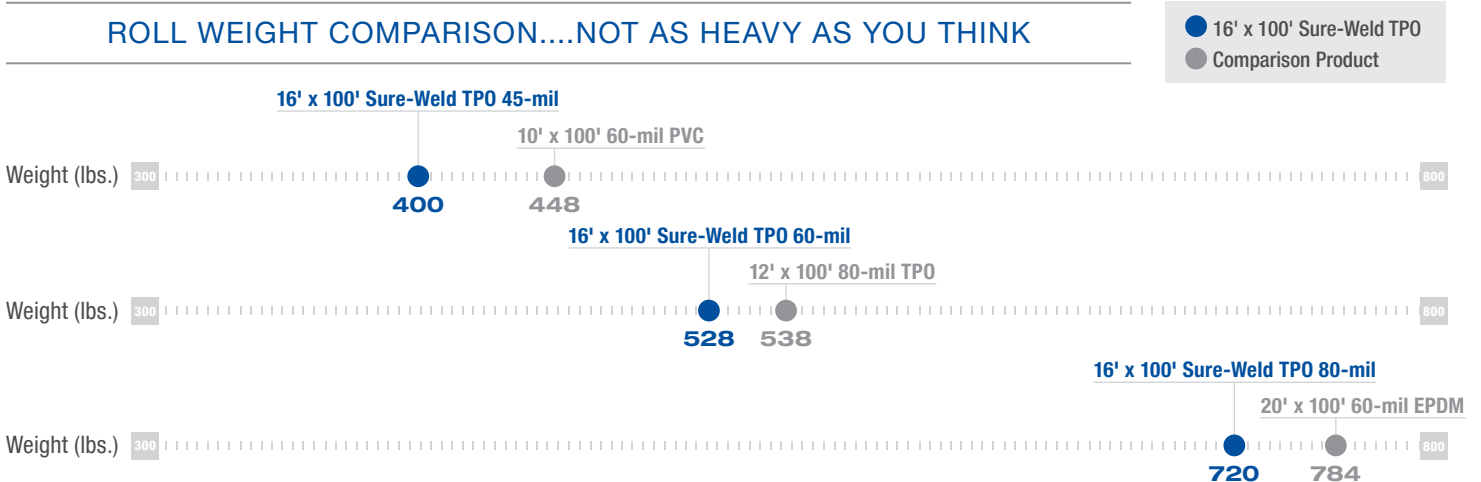 ROLL WEIGHT COMPARISON....NOT AS HEAVY AS YOU THINK
16' x 100' Sure-Weld TPO
Comparison Product
16' x 100' Sure-Weld TPO 45-mil
10' x 100' 60-mil PVC
Weight (lbs.) 300 800
400 448
16' x 100' Sure-Weld TPO 60-mil
12' x 100' 80-mil TPO
Weight (lbs.) 300 800
528 538
16' x 100' Sure-Weld TPO 80-mil
20' x 100' 60-mil EPDM
Weight (lbs.) 300 800
720 784